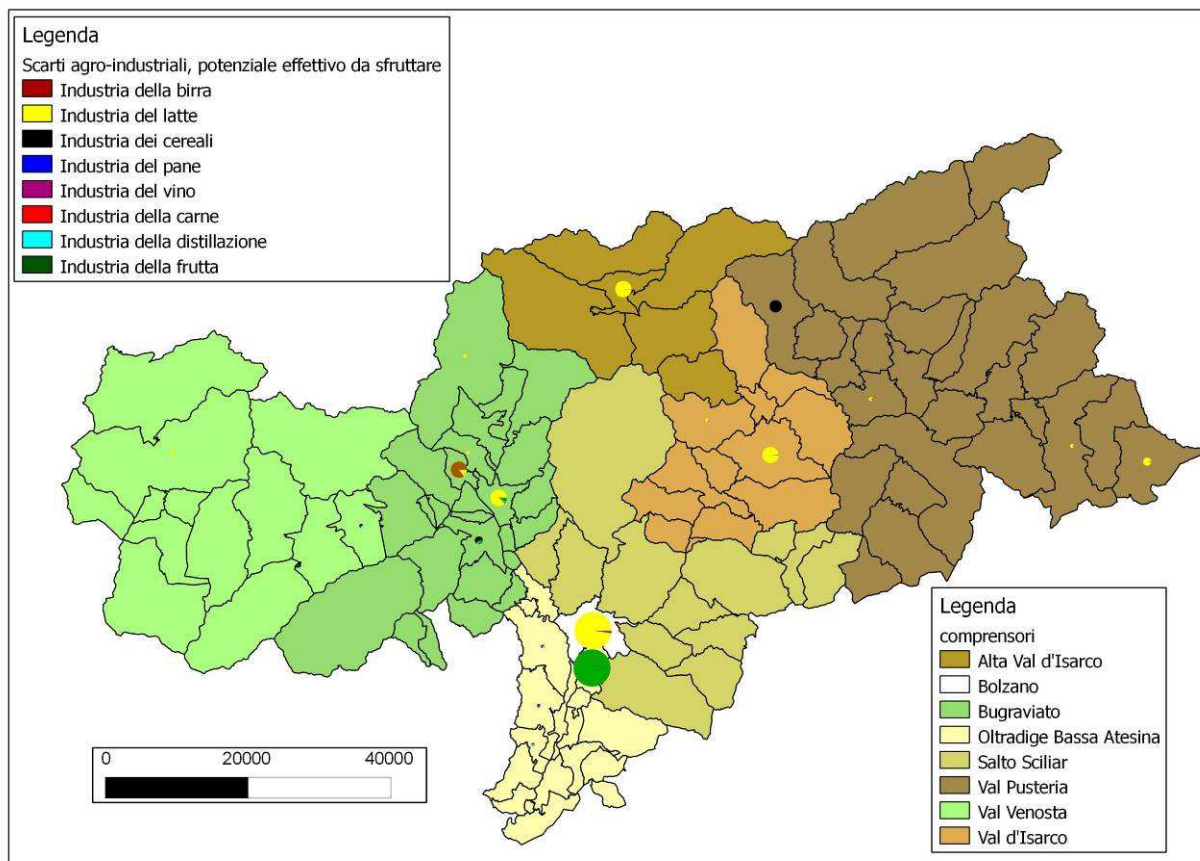 Legenda
Scarti agro-industriali, potenziale effettivo da sfruttare
Industria della birra
Industria del latte
Industria dei cereali
Industria del pane
Industria del vino
Industria della carne
Industria della distillazione
Industria della frutta
Legenda
comprensori
Alta Val d'Isarco
Bolzano
Bugraviato
Oltradige Bassa Atesina
Salto Sciliar
Val Pusteria
Val Venosta
Val d'Isarco
0 20000 40000